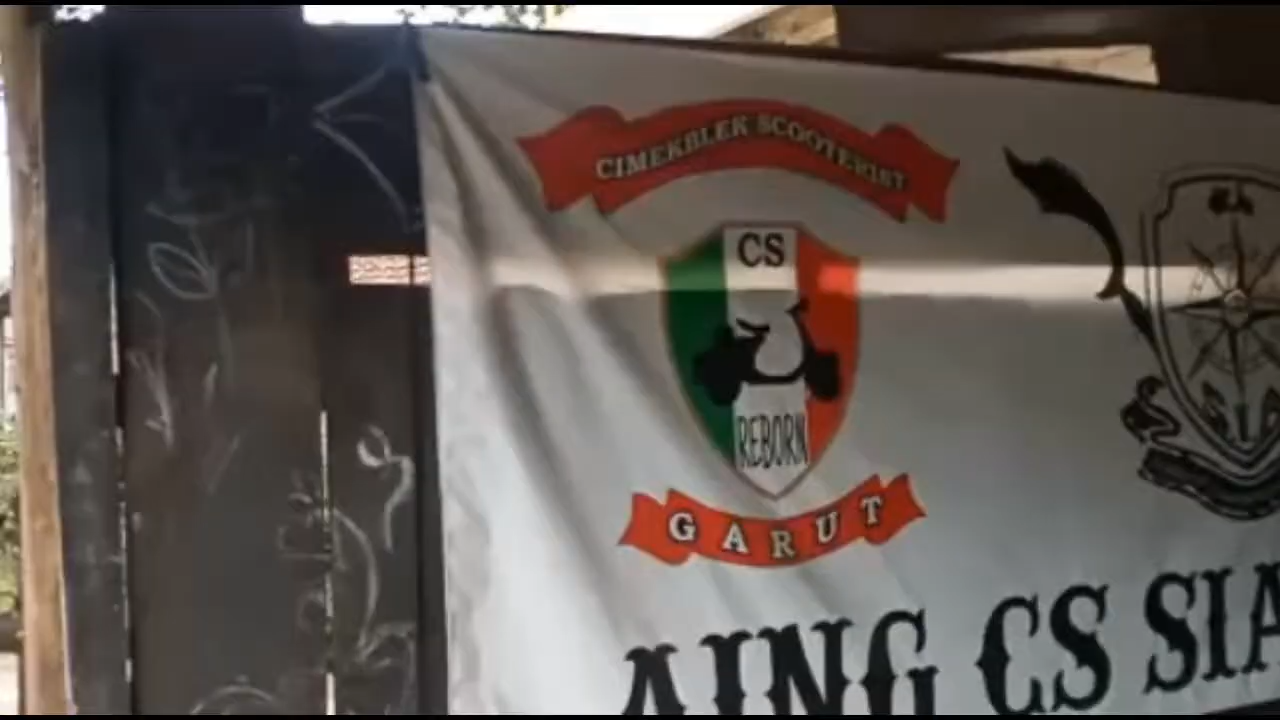 CIMEKBLEK SCOOTERIST
CS
REBORN
GARUT
AING CS SIA